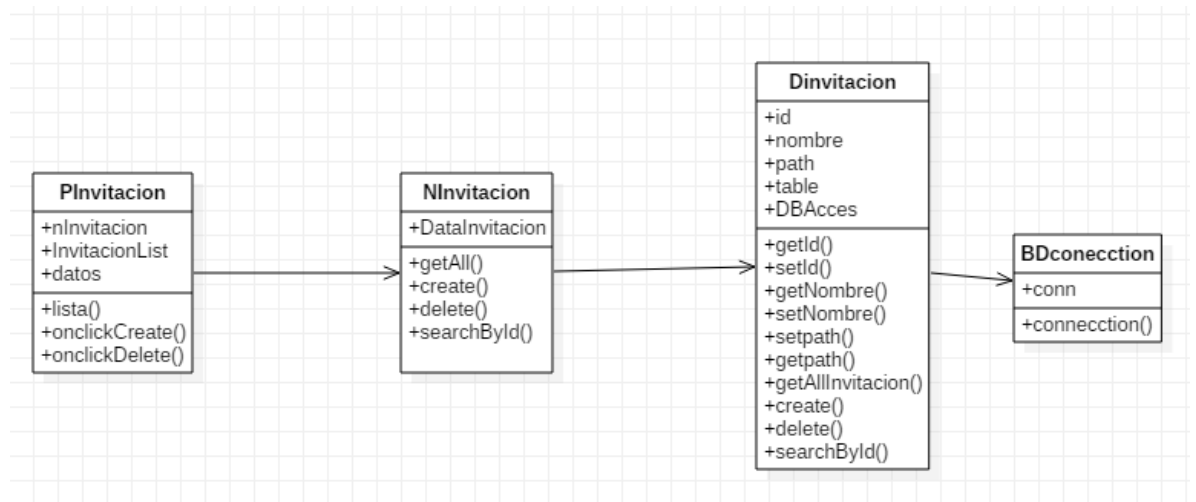 PInvitacion
+nInvitacion
+InvitacionList
+datos
+lista()
+onclickCreate()
+onclickDelete()
NInvitacion
+DataInvitacion
+getAll()
+create()
+delete()
+searchById()
Dinvitacion
+id
+nombre
+path
+table
+DBAcces
+getId()
+setId()
+getNombre()
+setNombre()
+setpath()
+getpath()
+getAllInvitacion()
+create()
+delete()
+searchById()
BDconecction
+conn
+connecction()